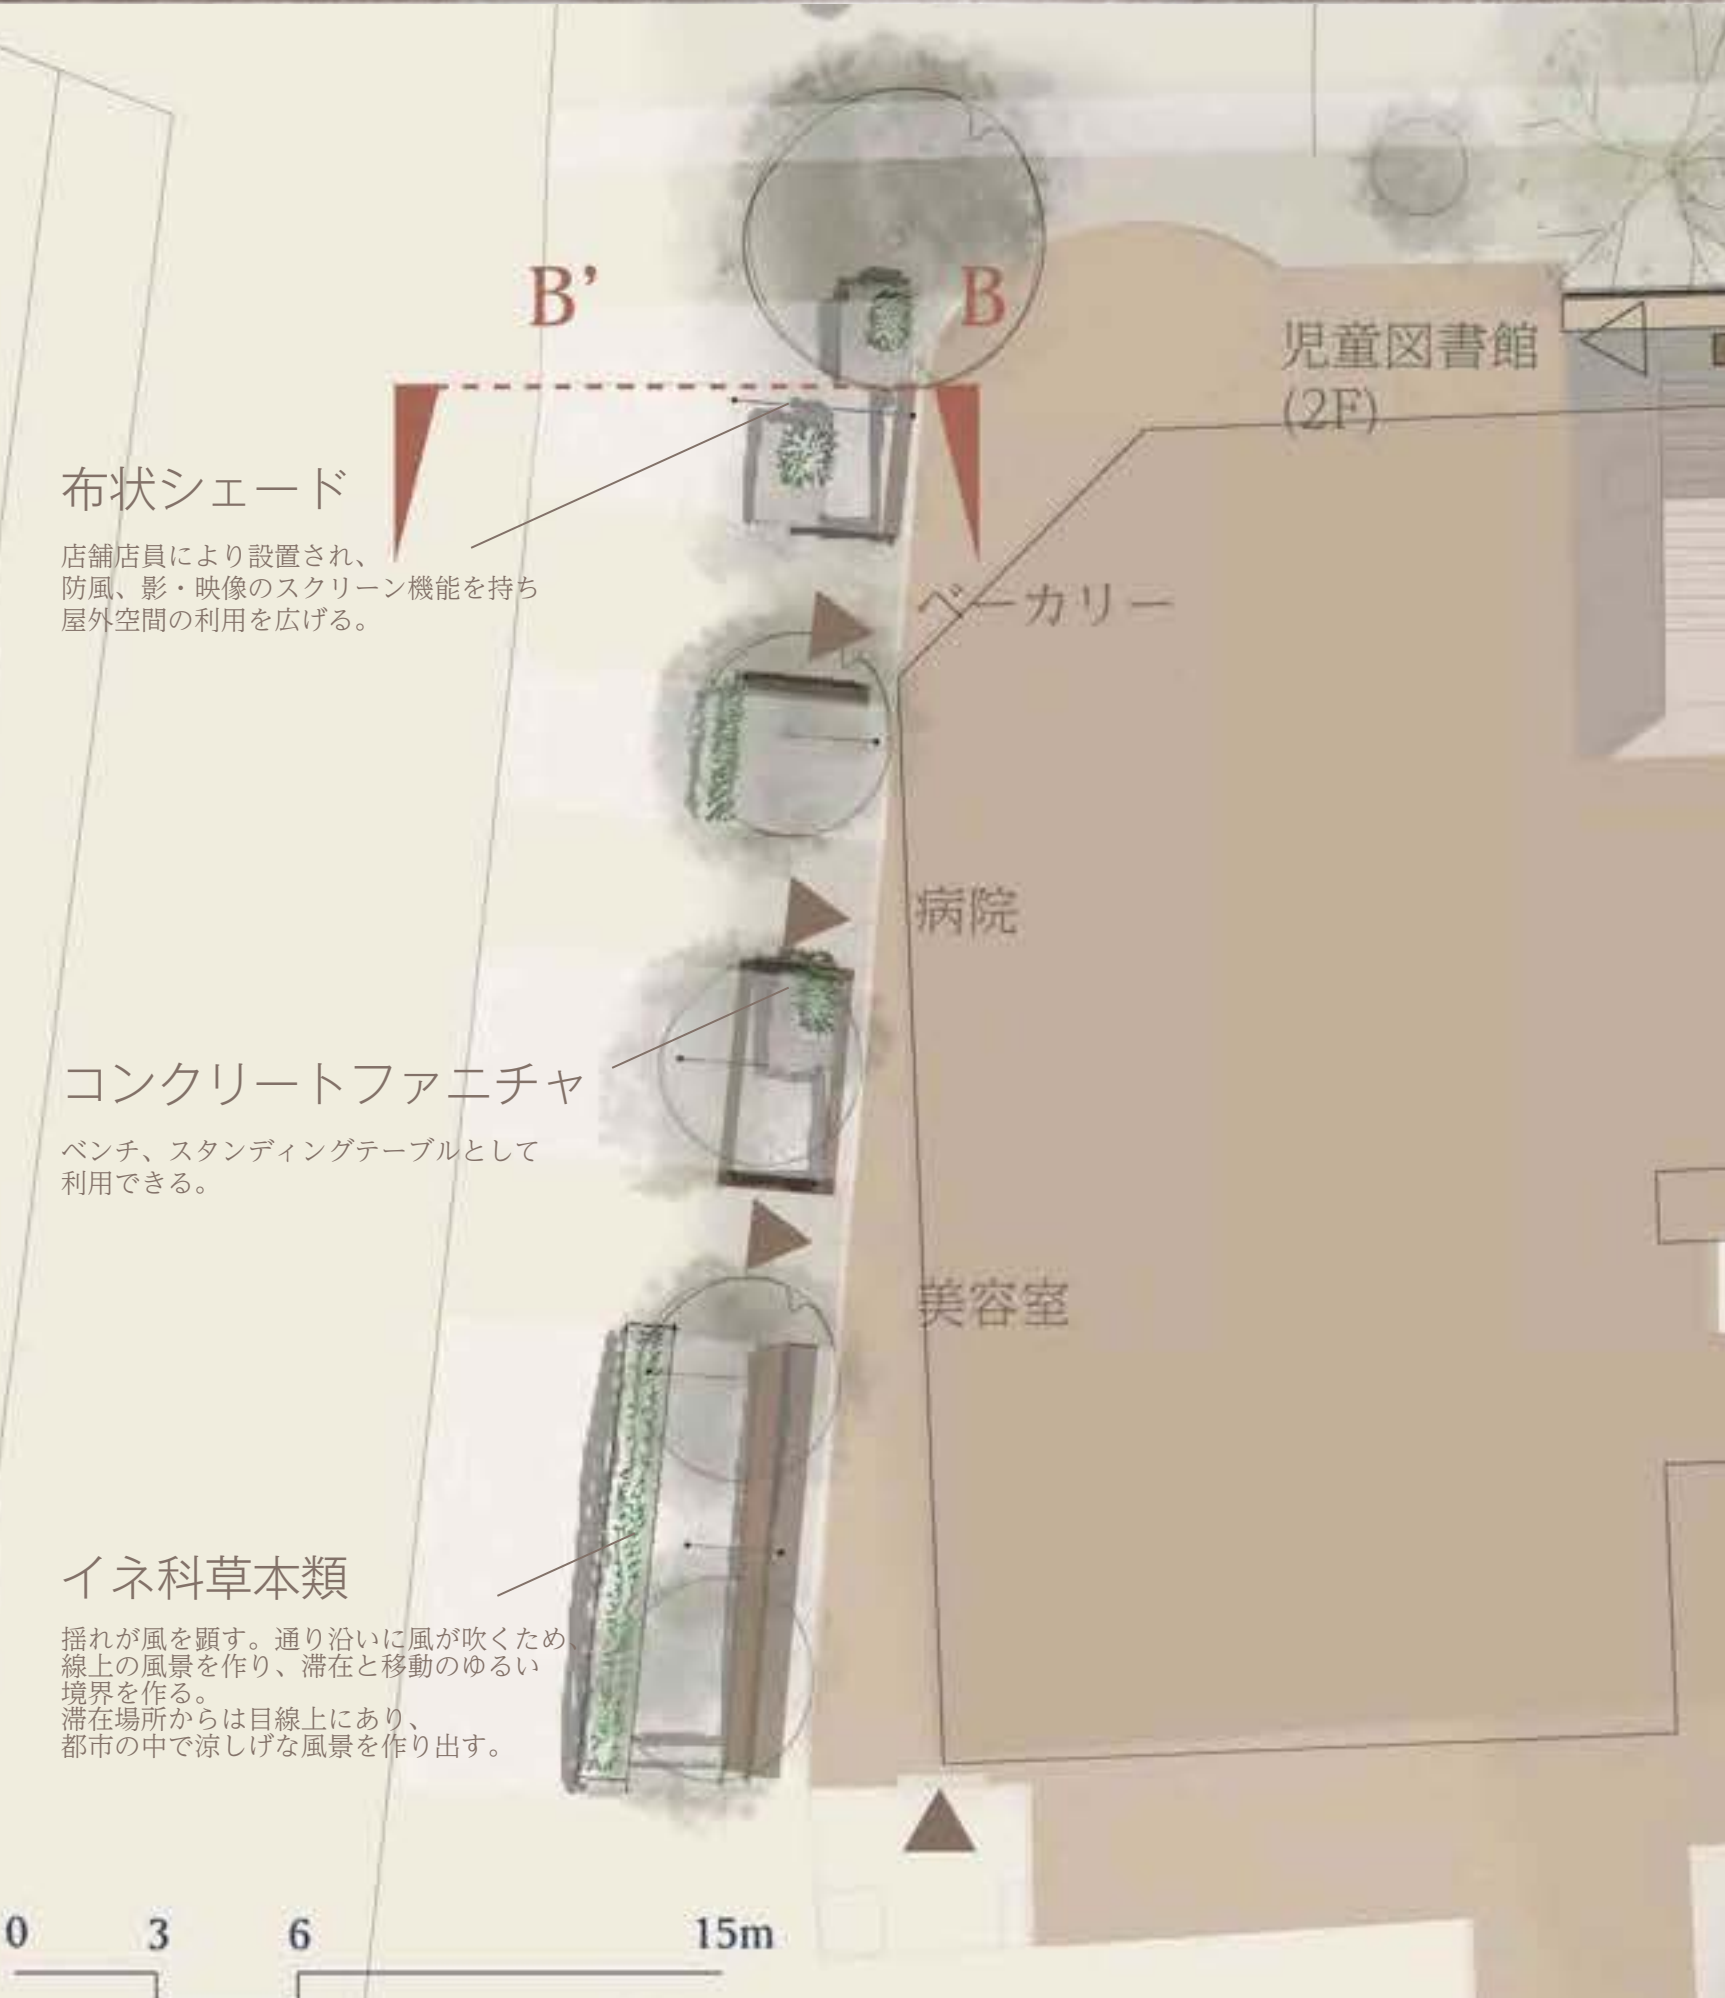 B'
B
児童図書館
(2F)
布状シェード
店舗店員により設置され、
防風、影・映像のスクリーン機能を持ち
屋外空間の利用を広げる。
ベーカリー
病院
コンクリートファニチャ
ベンチ、スタンディングテーブルとして
利用できる。
美容室
イネ科草本類
揺れが風を顕す。通り沿いに風が吹くため、
線上の風景を作り、滞在と移動のゆるい
境界を作る。
滞在場所からは目線上にあり、
都市の中で涼しげな風景を作り出す。
0 3 6 15m